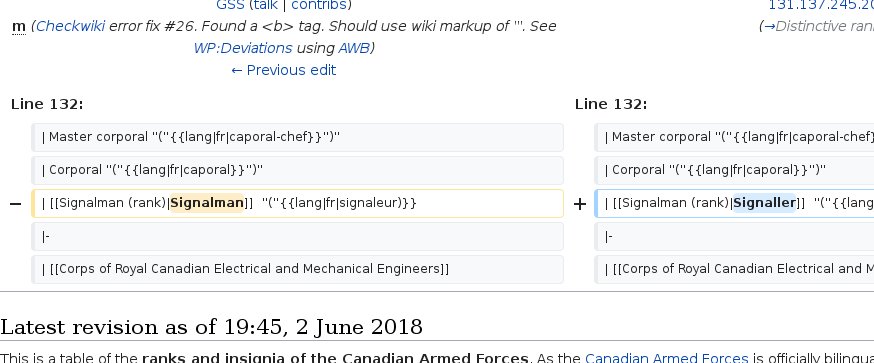 GSS (talk | contribs)
131.137.245.20
m (Checkwiki error fix #26. Found a <b> tag. Should use wiki markup of '''. See
WP:Deviations using AWB)
(→Distinctive ran
← Previous edit
Line 132:
Line 132:
| Master corporal ''(''{{lang|fr|caporal-chef}}'')''
| Master corporal ''(''{{lang|fr|caporal-chef}
| Corporal ''(''{{lang|fr|caporal}}'')''
| Corporal ''(''{{lang|fr|caporal}}'')''
− | [[Signalman (rank)|Signalman]]  ''(''{{lang|fr|signaleur)}}
+ | [[Signalman (rank)|Signaller]]  ''(''{{lang
|-
|-
| [[Corps of Royal Canadian Electrical and Mechanical Engineers]]
| [[Corps of Royal Canadian Electrical and M
Latest revision as of 19:45, 2 June 2018
This is a table of the ranks and insignia of the Canadian Armed Forces. As the Canadian Armed Forces is officially bilingua